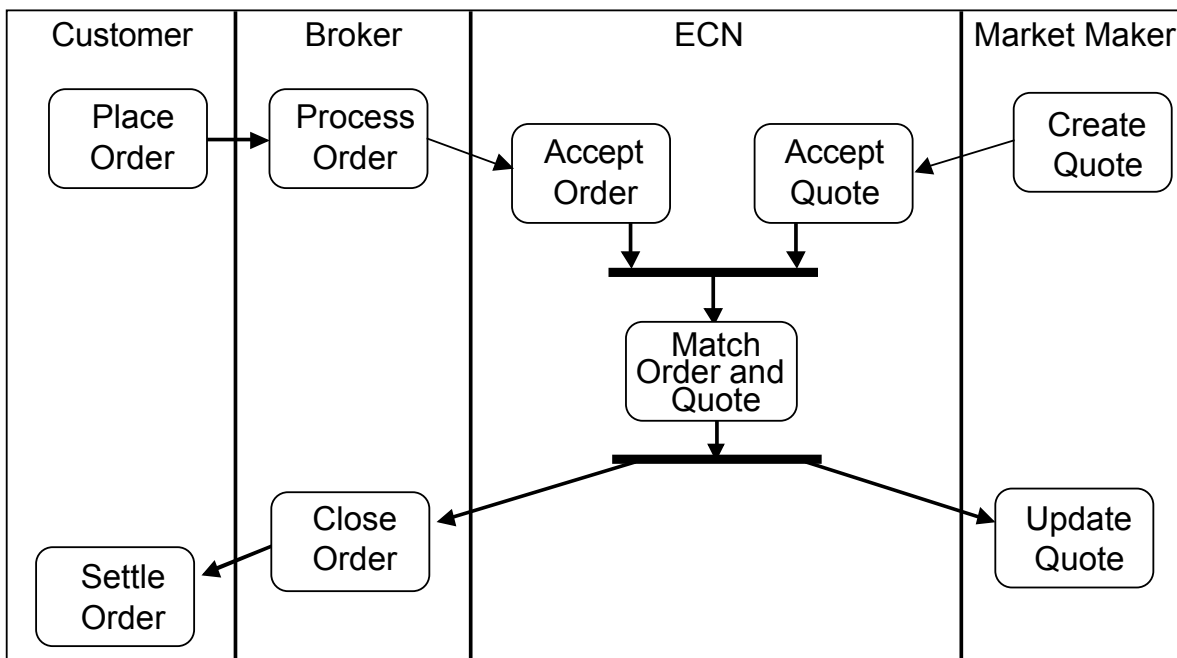 Customer
Broker
ECN
Market Maker
Place
Order
Process
Order
Accept
Order
Accept
Quote
Create
Quote
Match
Order and
Quote
Close
Order
Update
Quote
Settle
Order